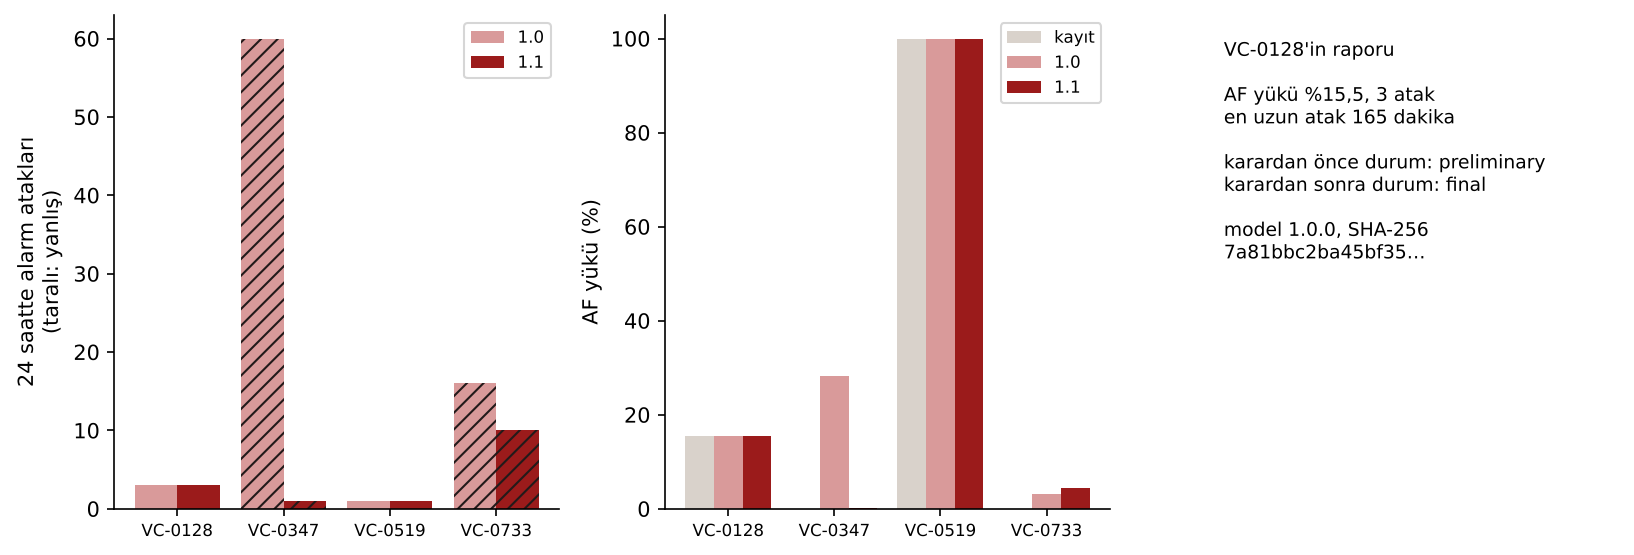 24 saatte alarm atakları
(taralı: yanlış)
60
50
40
30
20
10
0
VC-0128
VC-0347
VC-0519
VC-0733
1.0
1.1
AF yükü (%)
100
80
60
40
20
0
VC-0128
VC-0347
VC-0519
VC-0733
kayıt
1.0
1.1
VC-0128'in raporu
AF yükü %15,5, 3 atak
en uzun atak 165 dakika
karardan önce durum: preliminary
karardan sonra durum: final
model 1.0.0, SHA-256
7a81bbc2ba45bf35…